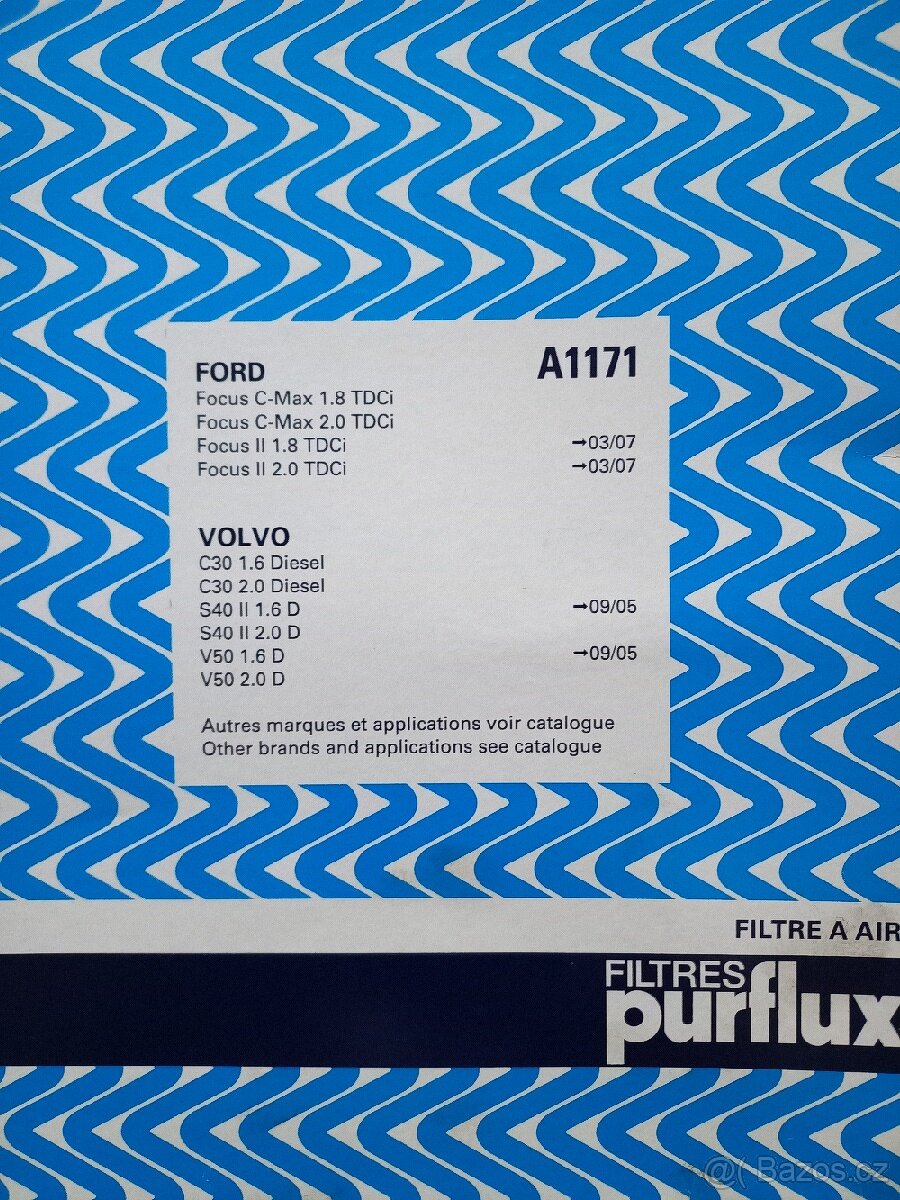 FORD A1171
Focus C-Max 1.8 TDCi
Focus C-Max 2.0 TDCi
Focus II 1.8 TDCi →03/07
Focus II 2.0 TDCi →03/07
VOLVO
C30 1.6 Diesel
C30 2.0 Diesel
S40 II 1.6 D →09/05
S40 II 2.0 D
V50 1.6 D →09/05
V50 2.0 D
Autres marques et applications voir catalogue
Other brands and applications see catalogue
FILTRE A AIR
FILTRES
purflux
@( Bazos.cz